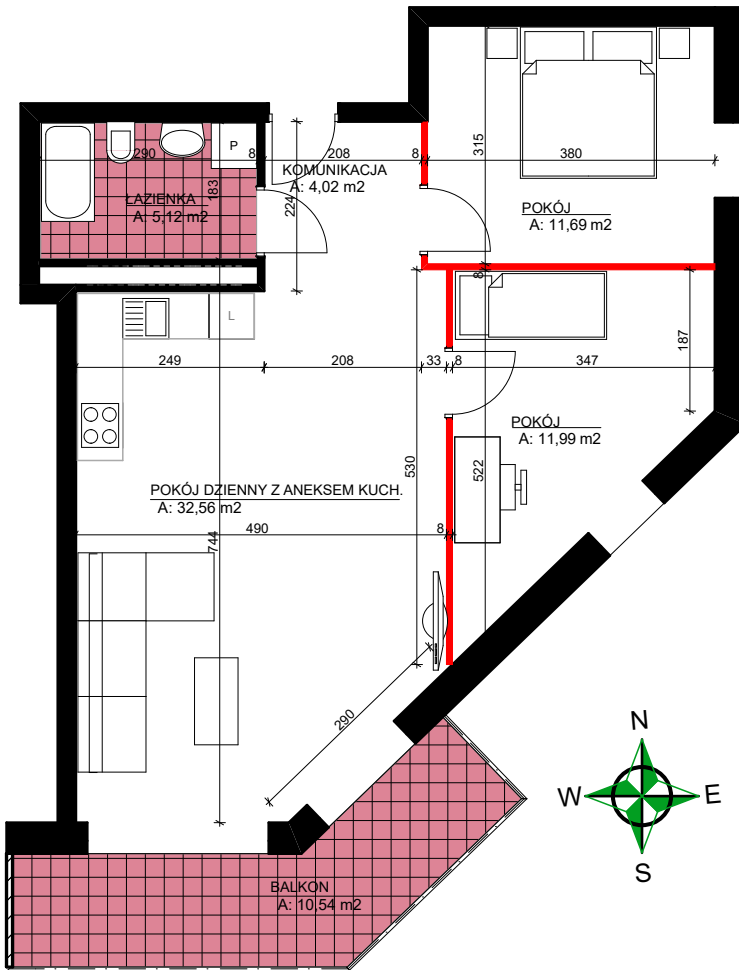 315
290
8
208
8
380
P
KOMUNIKACJA
A: 4,02 m2
183
224
ŁAZIENKA
A: 5,12 m2
POKÓJ
A: 11,69 m2
8
L
187
249
208
33
8
347
POKÓJ
A: 11,99 m2
530
522
POKÓJ DZIENNY Z ANEKSEM KUCH.
A: 32,56 m2
490
8
744
290
N
W
E
S
BALKON
A: 10,54 m2